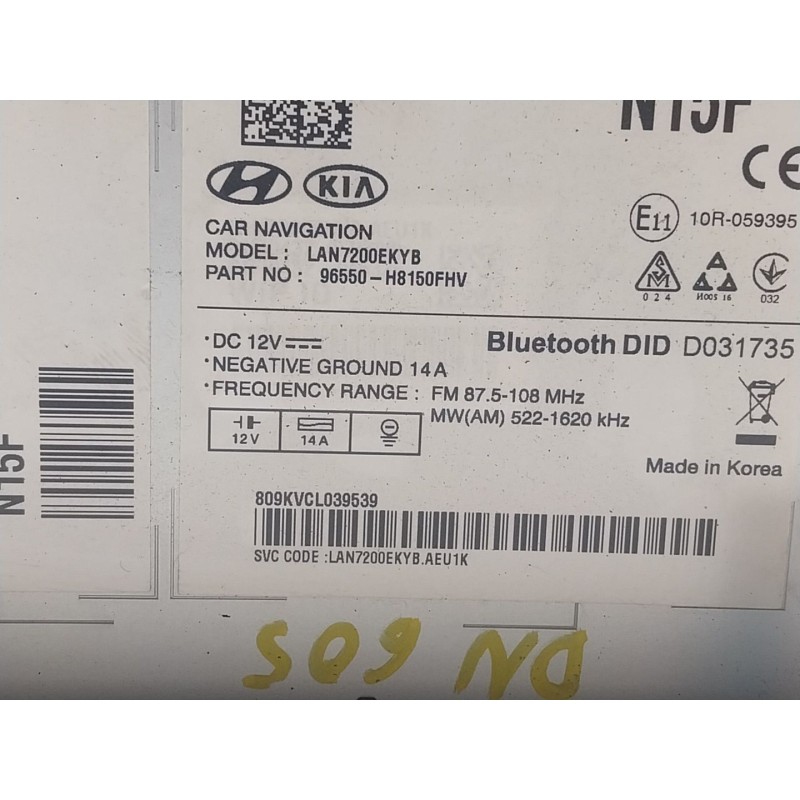 N15F
KIA
CE
CAR NAVIGATION
MODEL : LAN7200EKYB
PART NO : 96550-H8150FHV
E11 10R-059395
024 H005 16 032
•DC 12V
•NEGATIVE GROUND 14A
•FREQUENCY RANGE : FM 87.5-108 MHz
MW(AM) 522-1620 kHz
Bluetooth DID D031735
12V 14A
Made in Korea
809KVCL039539
SVC CODE :LAN7200EKYB.AEU1K
N15F